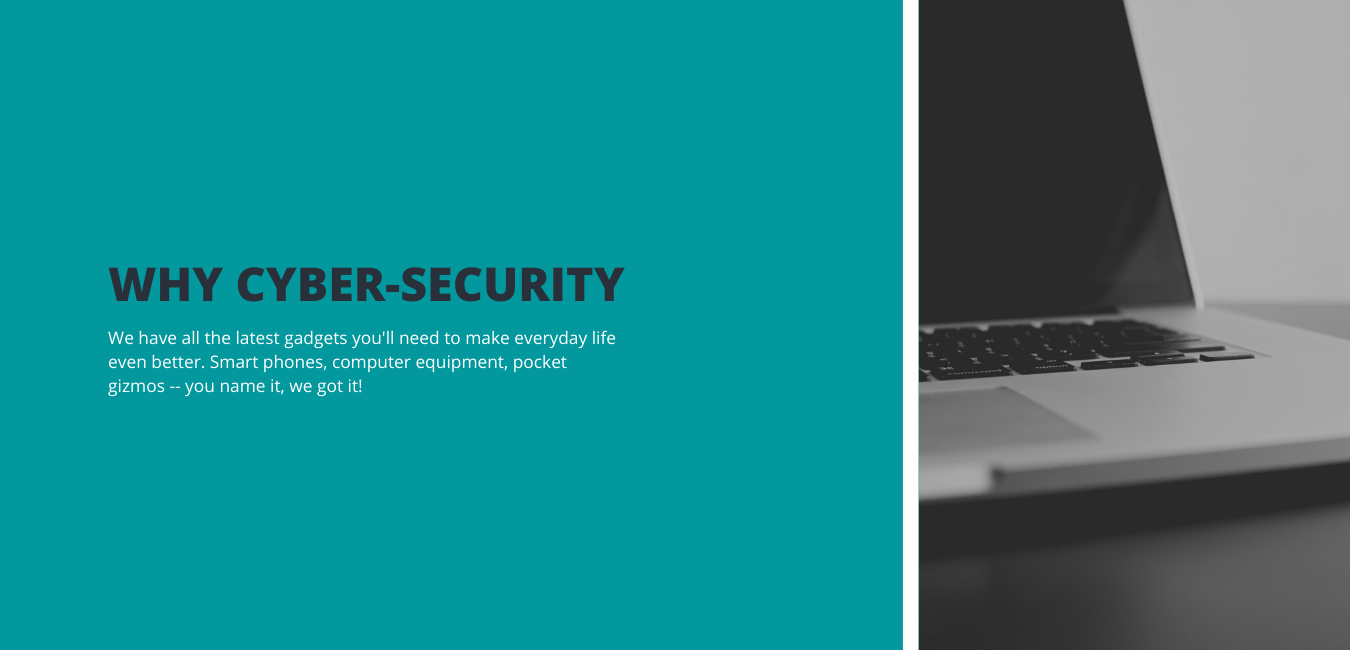 WHY CYBER-SECURITY
We have all the latest gadgets you'll need to make everyday life
even better. Smart phones, computer equipment, pocket
gizmos -- you name it, we got it!